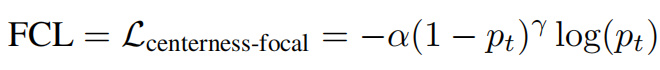 FCL = ℒ_centerness-focal = −α(1 − p_t)^γ log(p_t)